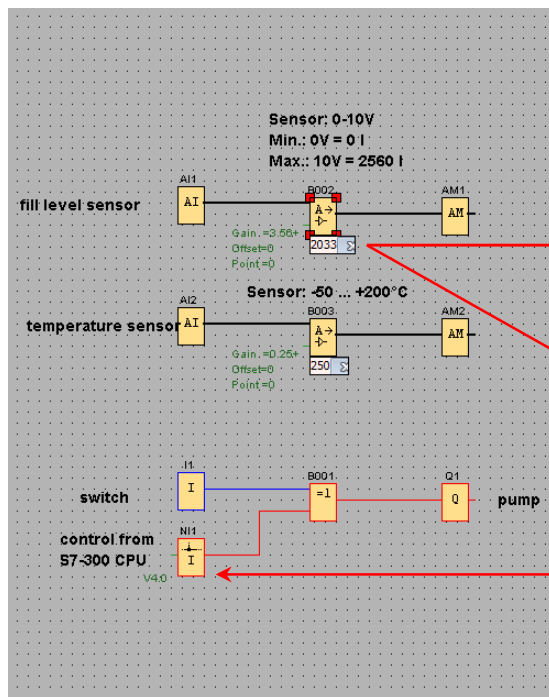 Sensor: 0-10V
Min.: 0V = 0 l
Max.: 10V = 2560 l
AI1
B002
AM1
fill level sensor
AI
A→
AM
Gain. =3.56+
Offset=0
Point =0
2033 Σ
Sensor: -50 ... +200°C
AI2
B003
AM2
temperature sensor
AI
A→
AM
Gain. =0.25+
Offset=0
Point =0
250 Σ
I1
B001
Q1
switch
I
=1
Q
pump
NI1
control from
S7-300 CPU
I
V4.0